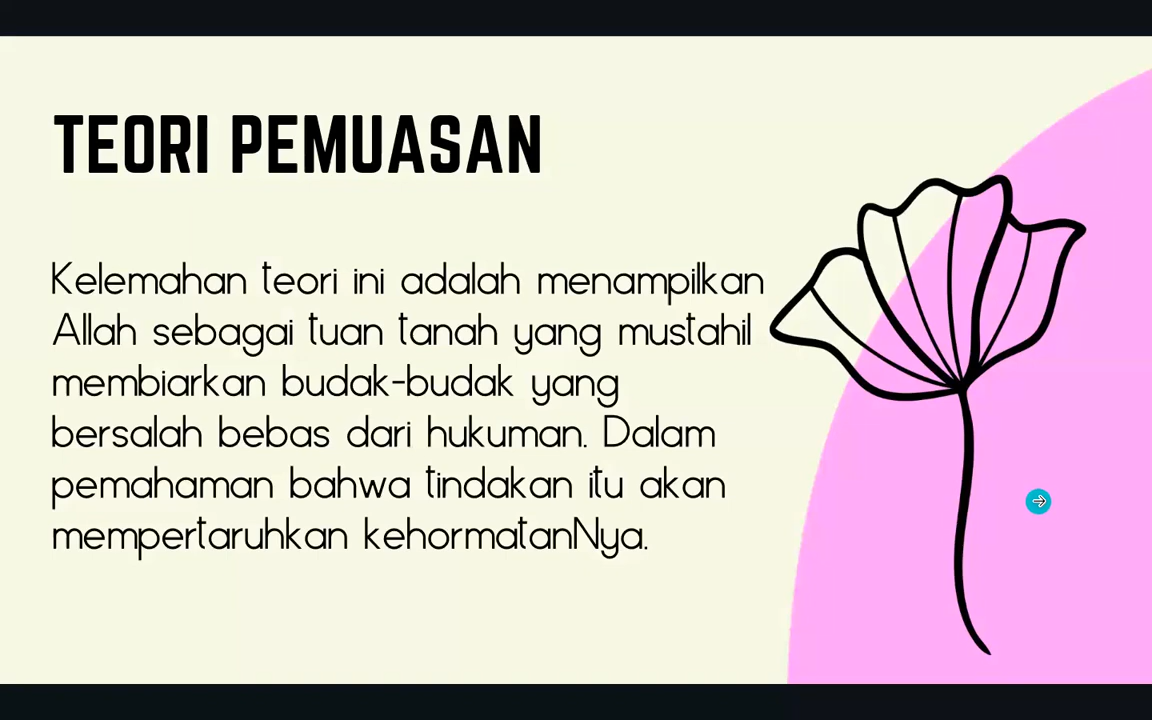 TEORI PEMUASAN
Kelemahan teori ini adalah menampilkan
Allah sebagai tuan tanah yang mustahil
membiarkan budak-budak yang
bersalah bebas dari hukuman. Dalam
pemahaman bahwa tindakan itu akan
mempertaruhkan kehormatanNya.